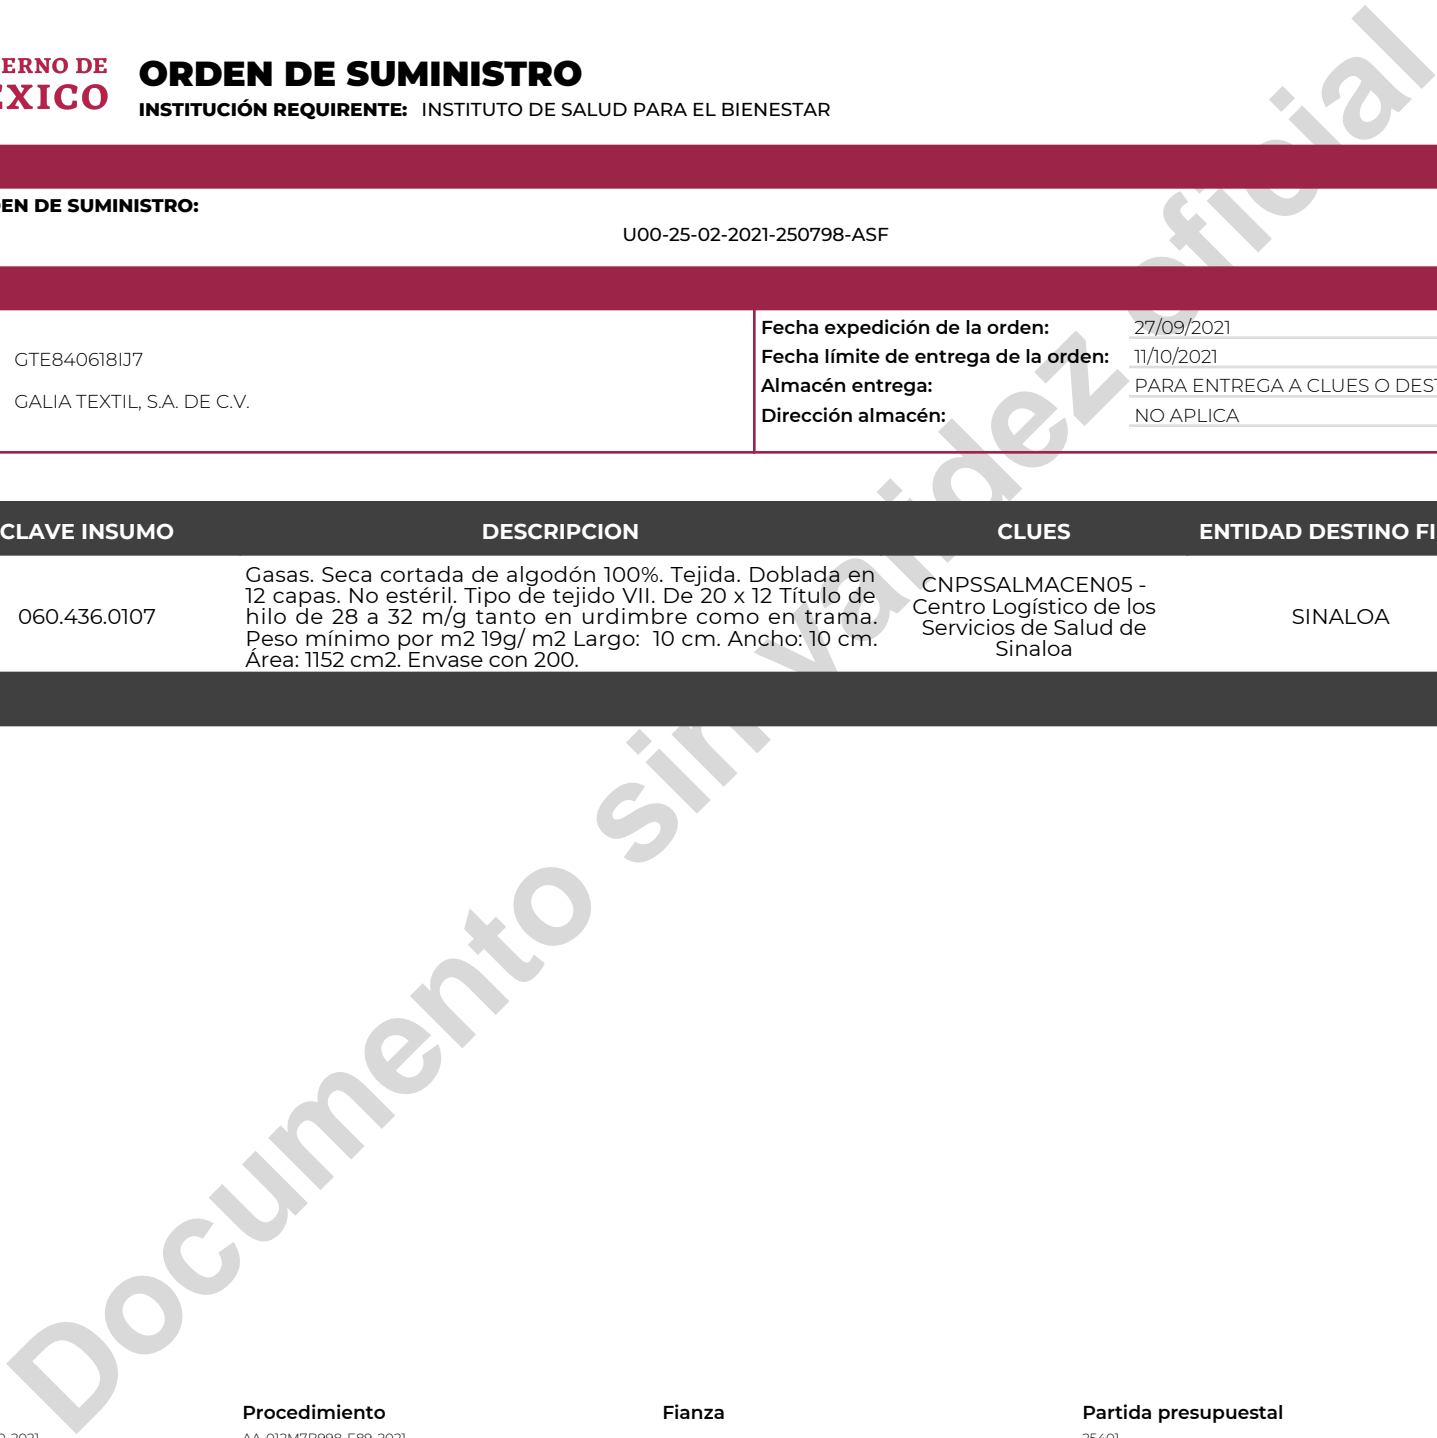 ERNO DE
EXICO
ORDEN DE SUMINISTRO
INSTITUCIÓN REQUIRENTE: INSTITUTO DE SALUD PARA EL BIENESTAR
EN DE SUMINISTRO:
U00-25-02-2021-250798-ASF
GTE840618IJ7
GALIA TEXTIL, S.A. DE C.V.
Fecha expedición de la orden: 27/09/2021
Fecha límite de entrega de la orden: 11/10/2021
Almacén entrega: PARA ENTREGA A CLUES O DEST
Dirección almacén: NO APLICA
CLAVE INSUMO DESCRIPCION CLUES ENTIDAD DESTINO FI
060.436.0107
Gasas. Seca cortada de algodón 100%. Tejida. Doblada en
12 capas. No estéril. Tipo de tejido VII. De 20 x 12 Título de
hilo de 28 a 32 m/g tanto en urdimbre como en trama.
Peso mínimo por m2 19g/ m2 Largo: 10 cm. Ancho: 10 cm.
Área: 1152 cm2. Envase con 200.
CNPSSALMACEN05 -
Centro Logístico de los
Servicios de Salud de
Sinaloa
SINALOA
Documento sin validez oficial
Procedimiento Fianza Partida presupuestal